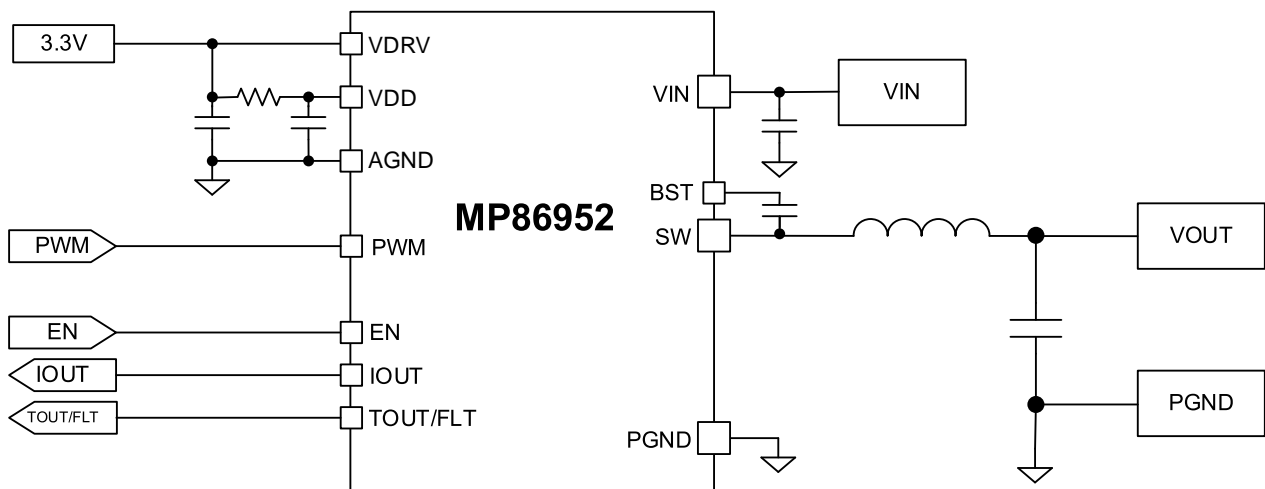 3.3V
VDRV
VDD
AGND
PWM
PWM
EN
EN
IOUT
IOUT
TOUT/FLT
TOUT/FLT
MP86952
VIN
VIN
BST
SW
VOUT
PGND
PGND